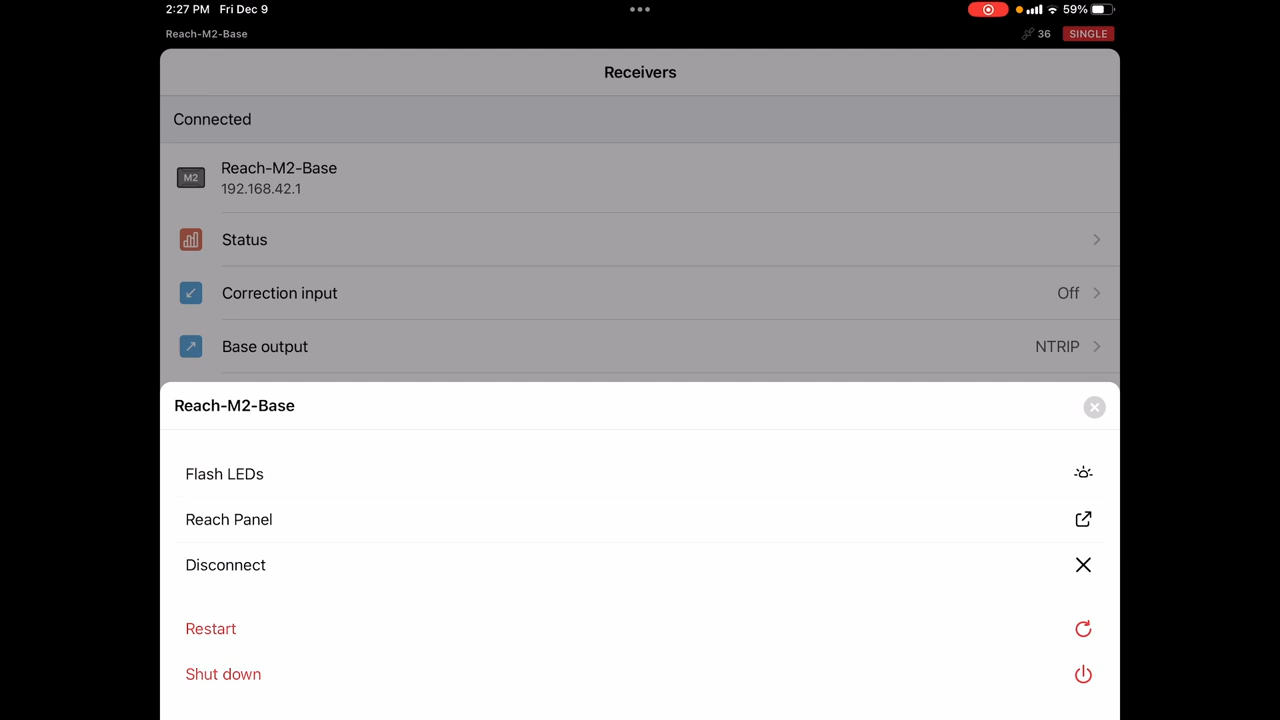 2:27 PM Fri Dec 9
59%
Reach-M2-Base
36 SINGLE
Receivers
Connected
M2
Reach-M2-Base
192.168.42.1
Status
Correction input Off
Base output NTRIP
Reach-M2-Base
Flash LEDs
Reach Panel
Disconnect
Restart
Shut down